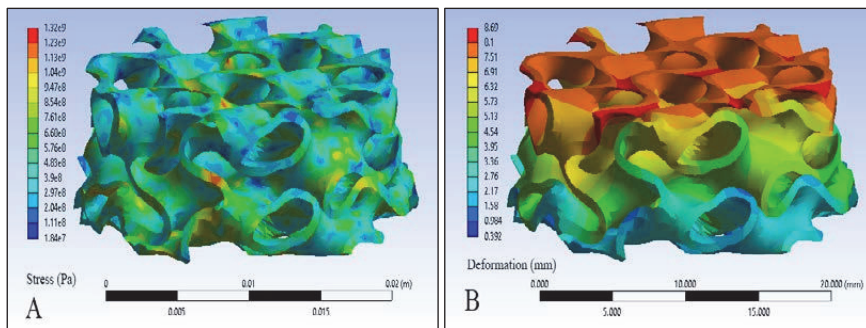 1.32e9
1.23e9
1.13e9
1.04e9
9.47e8
8.54e8
7.61e8
6.68e8
5.76e8
4.83e8
3.9e8
2.97e8
2.04e8
1.11e8
1.84e7
Stress (Pa)
0
0.01
0.02 (m)
0.005
0.015
A
8.69
8.1
7.51
6.91
6.32
5.73
5.13
4.54
3.95
3.36
2.76
2.17
1.58
0.984
0.392
Deformation (mm)
0.000
10.000
20.000 (mm)
5.000
15.000
B